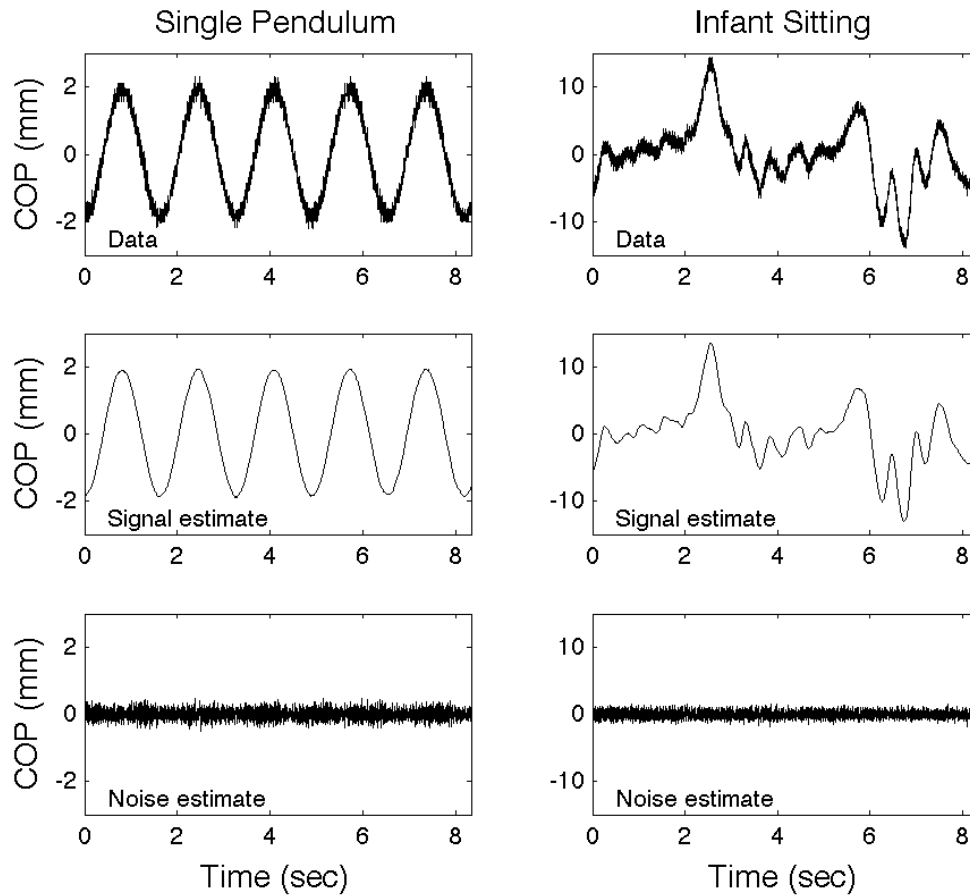 Single Pendulum
Infant Sitting
COP (mm)
2
0
-2
Data
0 2 4 6 8
10
0
-10
Data
0 2 4 6 8
COP (mm)
2
0
-2
Signal estimate
0 2 4 6 8
10
0
-10
Signal estimate
0 2 4 6 8
COP (mm)
2
0
-2
Noise estimate
0 2 4 6 8
Time (sec)
10
0
-10
Noise estimate
0 2 4 6 8
Time (sec)